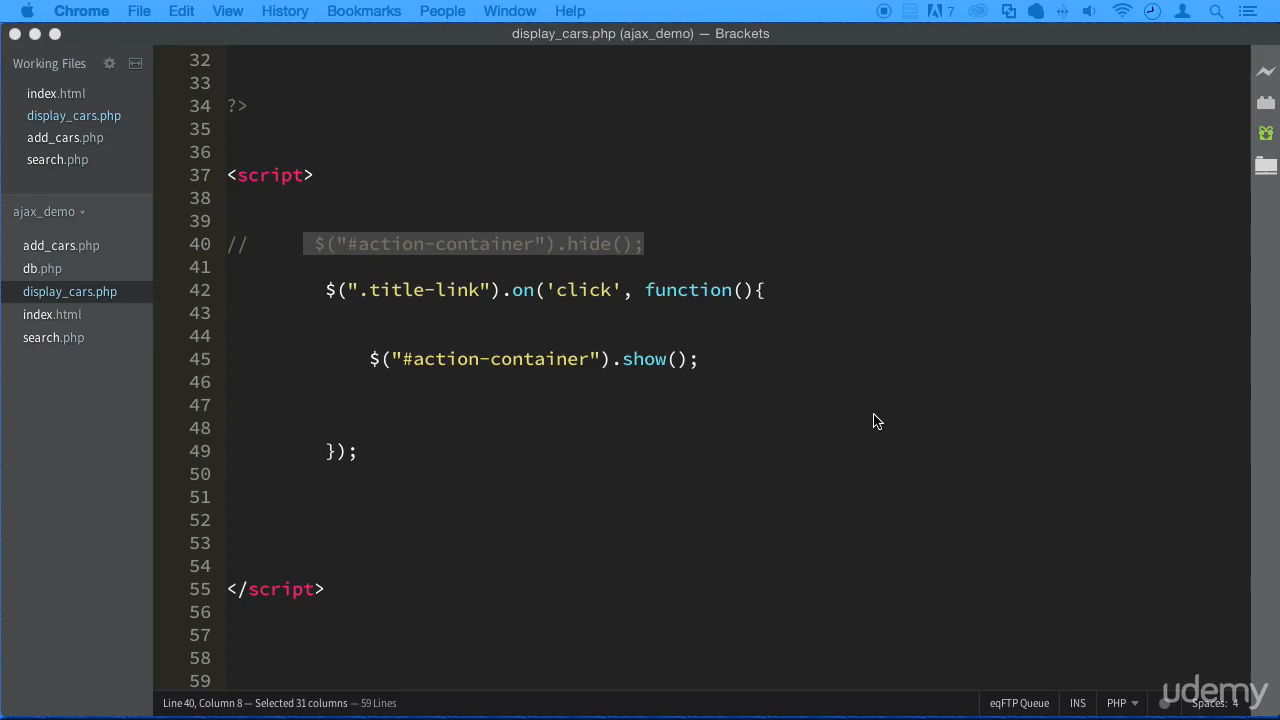 Chrome File Edit View History Bookmarks People Window Help 7
display_cars.php (ajax_demo) — Brackets
Working Files
index.html
display_cars.php
add_cars.php
search.php
ajax_demo
add_cars.php
db.php
display_cars.php
index.html
search.php
32
33
34 ?>
35
36
37 <script>
38
39
40 // $("#action-container").hide();
41
42 $(".title-link").on('click', function(){
43
44
45 $("#action-container").show();
46
47
48
49 });
50
51
52
53
54
55 </script>
56
57
58
59
Line 40, Column 8 — Selected 31 columns — 59 Lines
eqFTP Queue INS PHP Spaces: 4
udemy